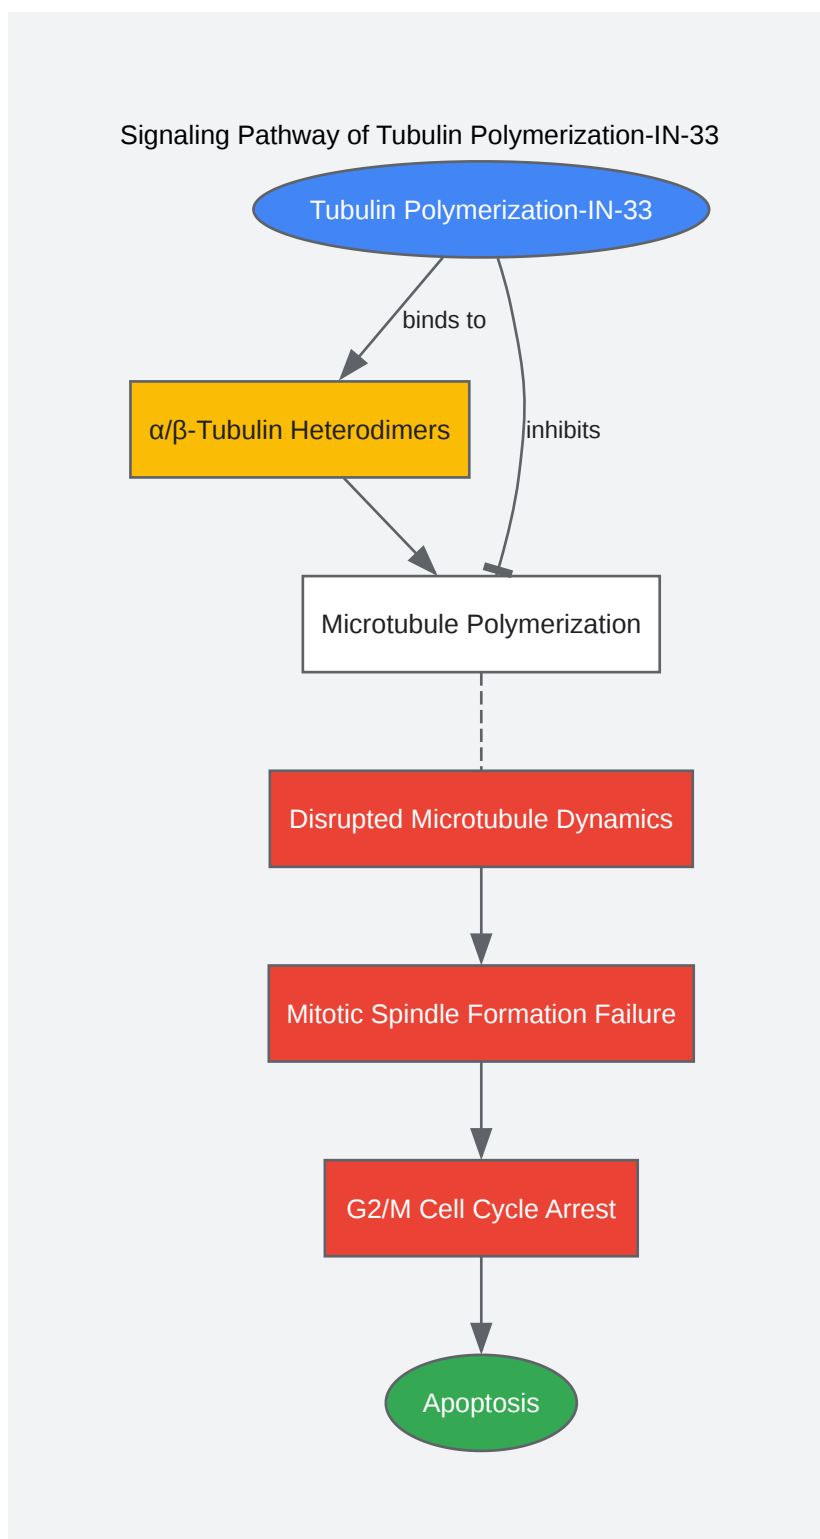 Signaling Pathway of Tubulin Polymerization-IN-33
Tubulin Polymerization-IN-33
binds to
α/β-Tubulin Heterodimers
inhibits
Microtubule Polymerization
Disrupted Microtubule Dynamics
Mitotic Spindle Formation Failure
G2/M Cell Cycle Arrest
Apoptosis